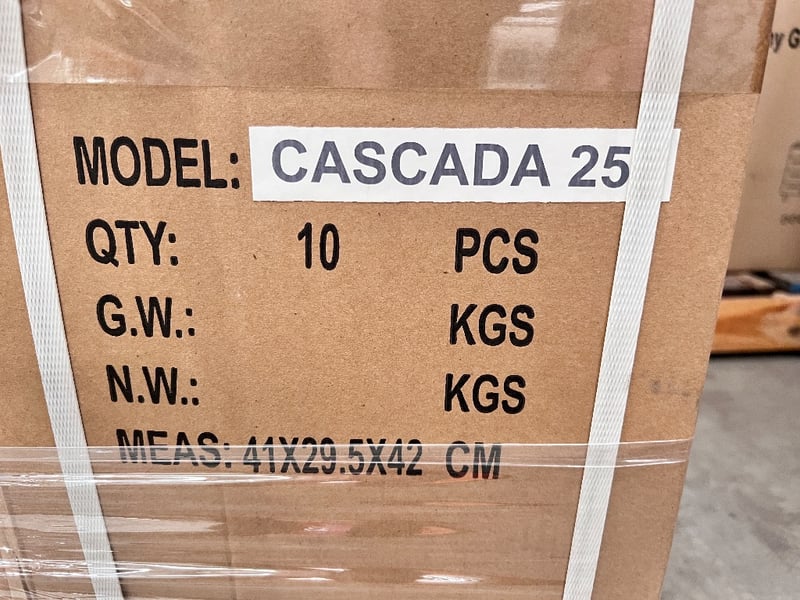 MODEL: CASCADA 25
QTY: 10 PCS
G.W.: KGS
N.W.: KGS
MEAS: 41X29.5X42 CM